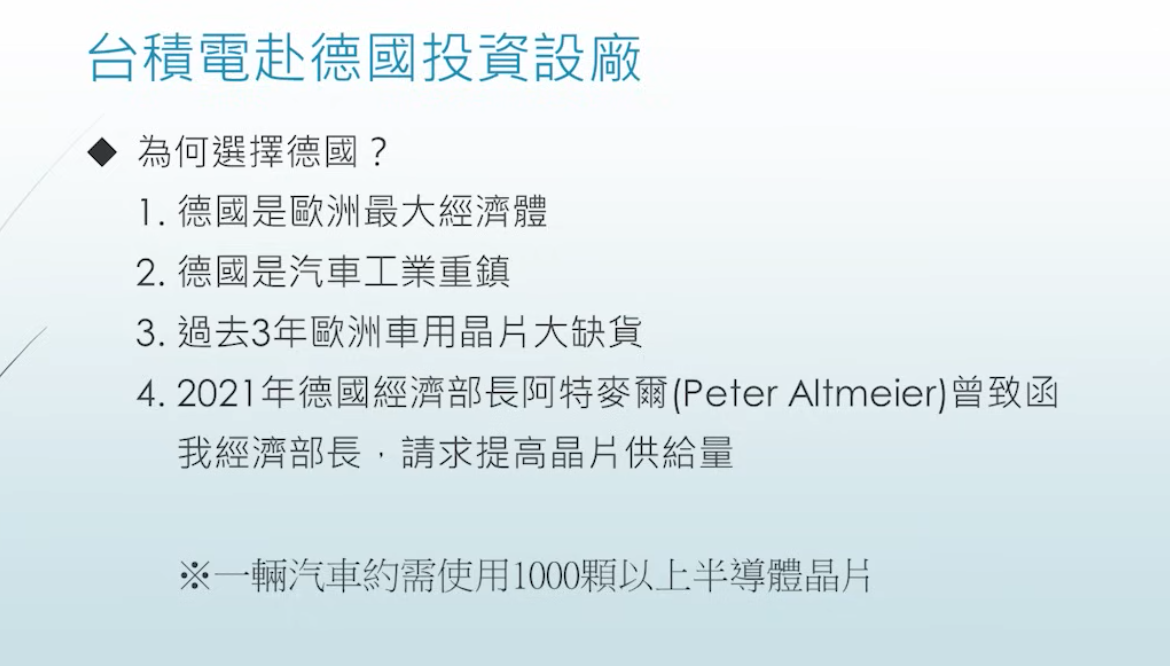 台積電赴德國投資設廠
◆ 為何選擇德國？
1. 德國是歐洲最大經濟體
2. 德國是汽車工業重鎮
3. 過去3年歐洲車用晶片大缺貨
4. 2021年德國經濟部長阿特麥爾(Peter Altmeier)曾致函
我經濟部長，請求提高晶片供給量
※一輛汽車約需使用1000顆以上半導體晶片